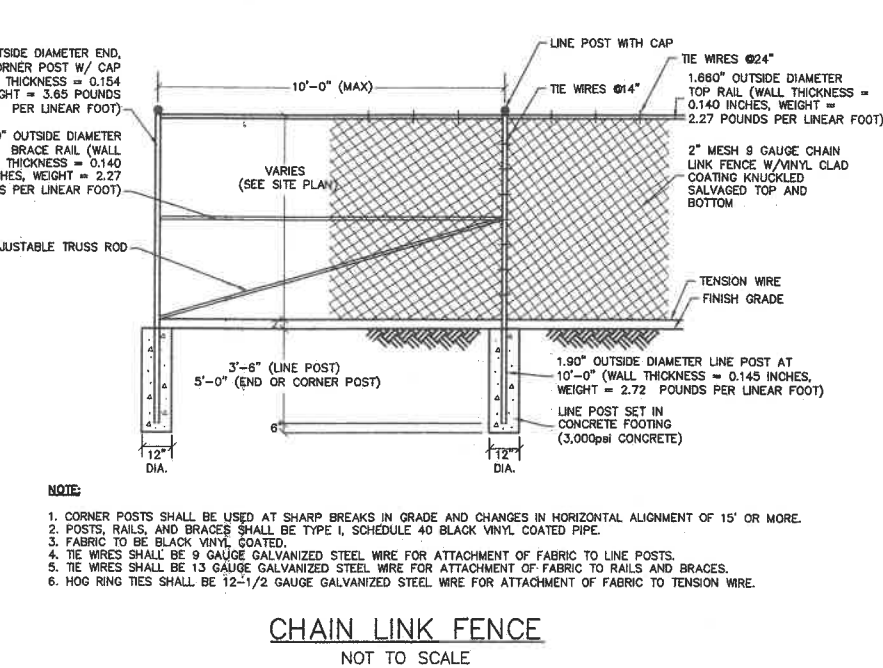 TSIDE DIAMETER END,
ORNER POST W/ CAP
THICKNESS = 0.154
GHT = 3.65 POUNDS
PER LINEAR FOOT)
" OUTSIDE DIAMETER
BRACE RAIL (WALL
THICKNESS = 0.140
HES, WEIGHT = 2.27
S PER LINEAR FOOT)
JUSTABLE TRUSS ROD
10'-0" (MAX)
VARIES
(SEE SITE PLAN)
LINE POST WITH CAP
TIE WIRES @24"
TIE WIRES @14"
1.660" OUTSIDE DIAMETER
TOP RAIL (WALL THICKNESS =
0.140 INCHES, WEIGHT =
2.27 POUNDS PER LINEAR FOOT)
2" MESH 9 GAUGE CHAIN
LINK FENCE W/VINYL CLAD
COATING KNUCKLED
SALVAGED TOP AND
BOTTOM
TENSION WIRE
FINISH GRADE
2"
3'-6" (LINE POST)
5'-0" (END OR CORNER POST)
6"
1.90" OUTSIDE DIAMETER LINE POST AT
10'-0" (WALL THICKNESS = 0.145 INCHES,
WEIGHT = 2.72 POUNDS PER LINEAR FOOT)
LINE POST SET IN
CONCRETE FOOTING
(3,000psi CONCRETE)
12"
DIA.
12"
DIA.
NOTE:
1. CORNER POSTS SHALL BE USED AT SHARP BREAKS IN GRADE AND CHANGES IN HORIZONTAL ALIGNMENT OF 15' OR MORE.
2. POSTS, RAILS, AND BRACES SHALL BE TYPE I, SCHEDULE 40 BLACK VINYL COATED PIPE.
3. FABRIC TO BE BLACK VINYL COATED.
4. TIE WIRES SHALL BE 9 GAUGE GALVANIZED STEEL WIRE FOR ATTACHMENT OF FABRIC TO LINE POSTS.
5. TIE WIRES SHALL BE 13 GAUGE GALVANIZED STEEL WIRE FOR ATTACHMENT OF FABRIC TO RAILS AND BRACES.
6. HOG RING TIES SHALL BE 12-1/2 GAUGE GALVANIZED STEEL WIRE FOR ATTACHMENT OF FABRIC TO TENSION WIRE.
CHAIN LINK FENCE
NOT TO SCALE